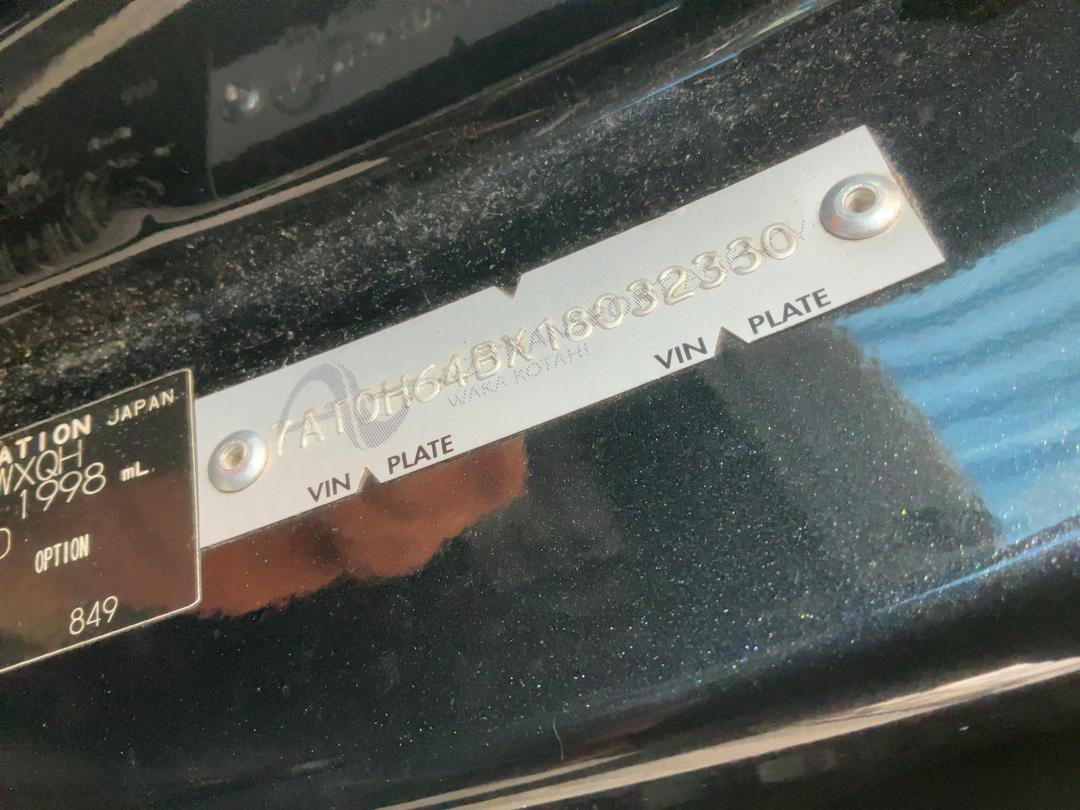 7AT0H64BX18032330
WAKA KOTAHI
VIN PLATE
VIN PLATE
ATION JAPAN
WXQH
1998 mL
OPTION
849